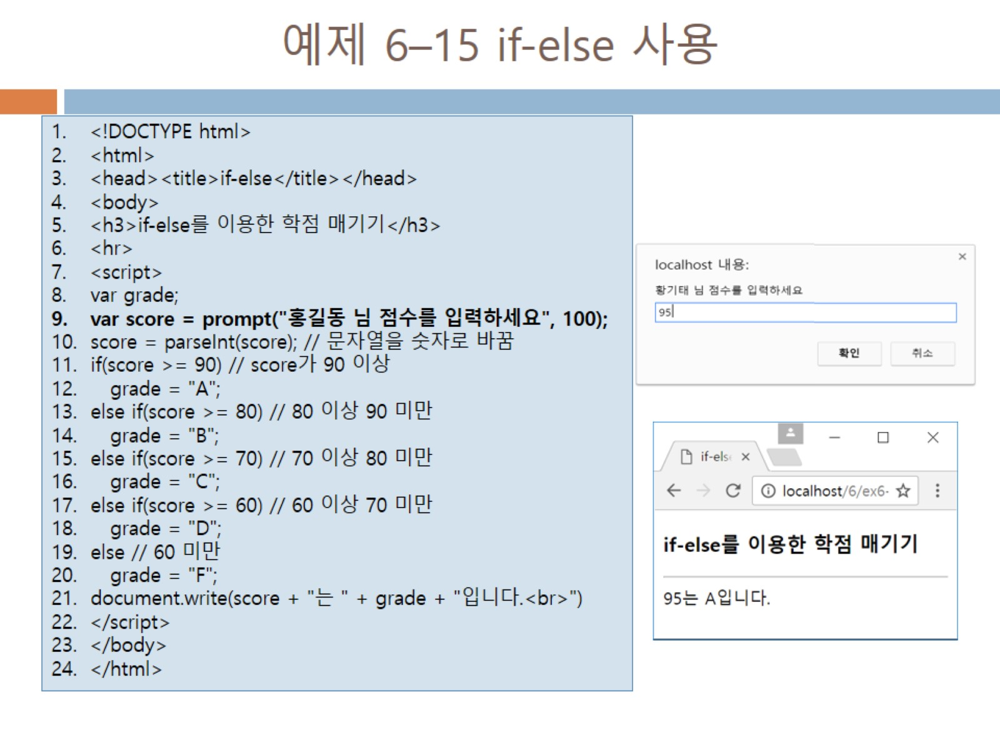 예제 6–15 if-else 사용
1. <!DOCTYPE html>
2. <html>
3. <head><title>if-else</title></head>
4. <body>
5. <h3>if-else를 이용한 학점 매기기</h3>
6. <hr>
7. <script>
8. var grade;
9. var score = prompt("홍길동 님 점수를 입력하세요", 100);
10. score = parseInt(score); // 문자열을 숫자로 바꿈
11. if(score >= 90) // score가 90 이상
12. grade = "A";
13. else if(score >= 80) // 80 이상 90 미만
14. grade = "B";
15. else if(score >= 70) // 70 이상 80 미만
16. grade = "C";
17. else if(score >= 60) // 60 이상 70 미만
18. grade = "D";
19. else // 60 미만
20. grade = "F";
21. document.write(score + "는 " + grade + "입니다.<br>")
22. </script>
23. </body>
24. </html>
localhost 내용:
황기태 님 점수를 입력하세요
95
확인 취소
if-else
localhost/6/ex6-
if-else를 이용한 학점 매기기
95는 A입니다.